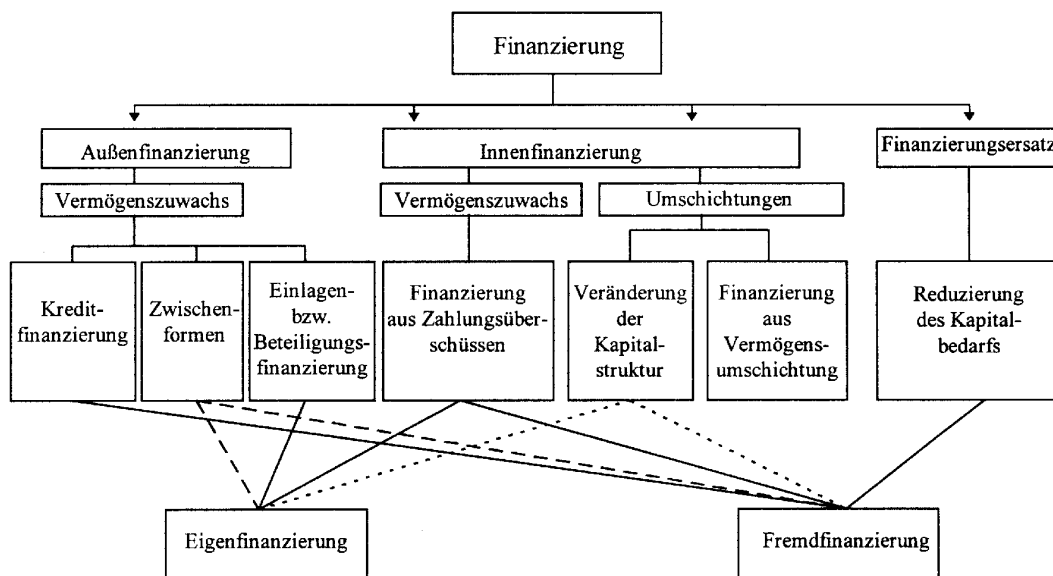 Finanzierung
Außenfinanzierung
Innenfinanzierung
Finanzierungsersatz
Vermögenszuwachs
Vermögenszuwachs
Umschichtungen
Kredit-
finanzierung
Zwischen-
formen
Einlagen-
bzw.
Beteiligungs-
finanzierung
Finanzierung
aus Zahlungsüber-
schüssen
Veränderung
der
Kapital-
struktur
Finanzierung
aus
Vermögens-
umschichtung
Reduzierung
des Kapital-
bedarfs
Eigenfinanzierung
Fremdfinanzierung